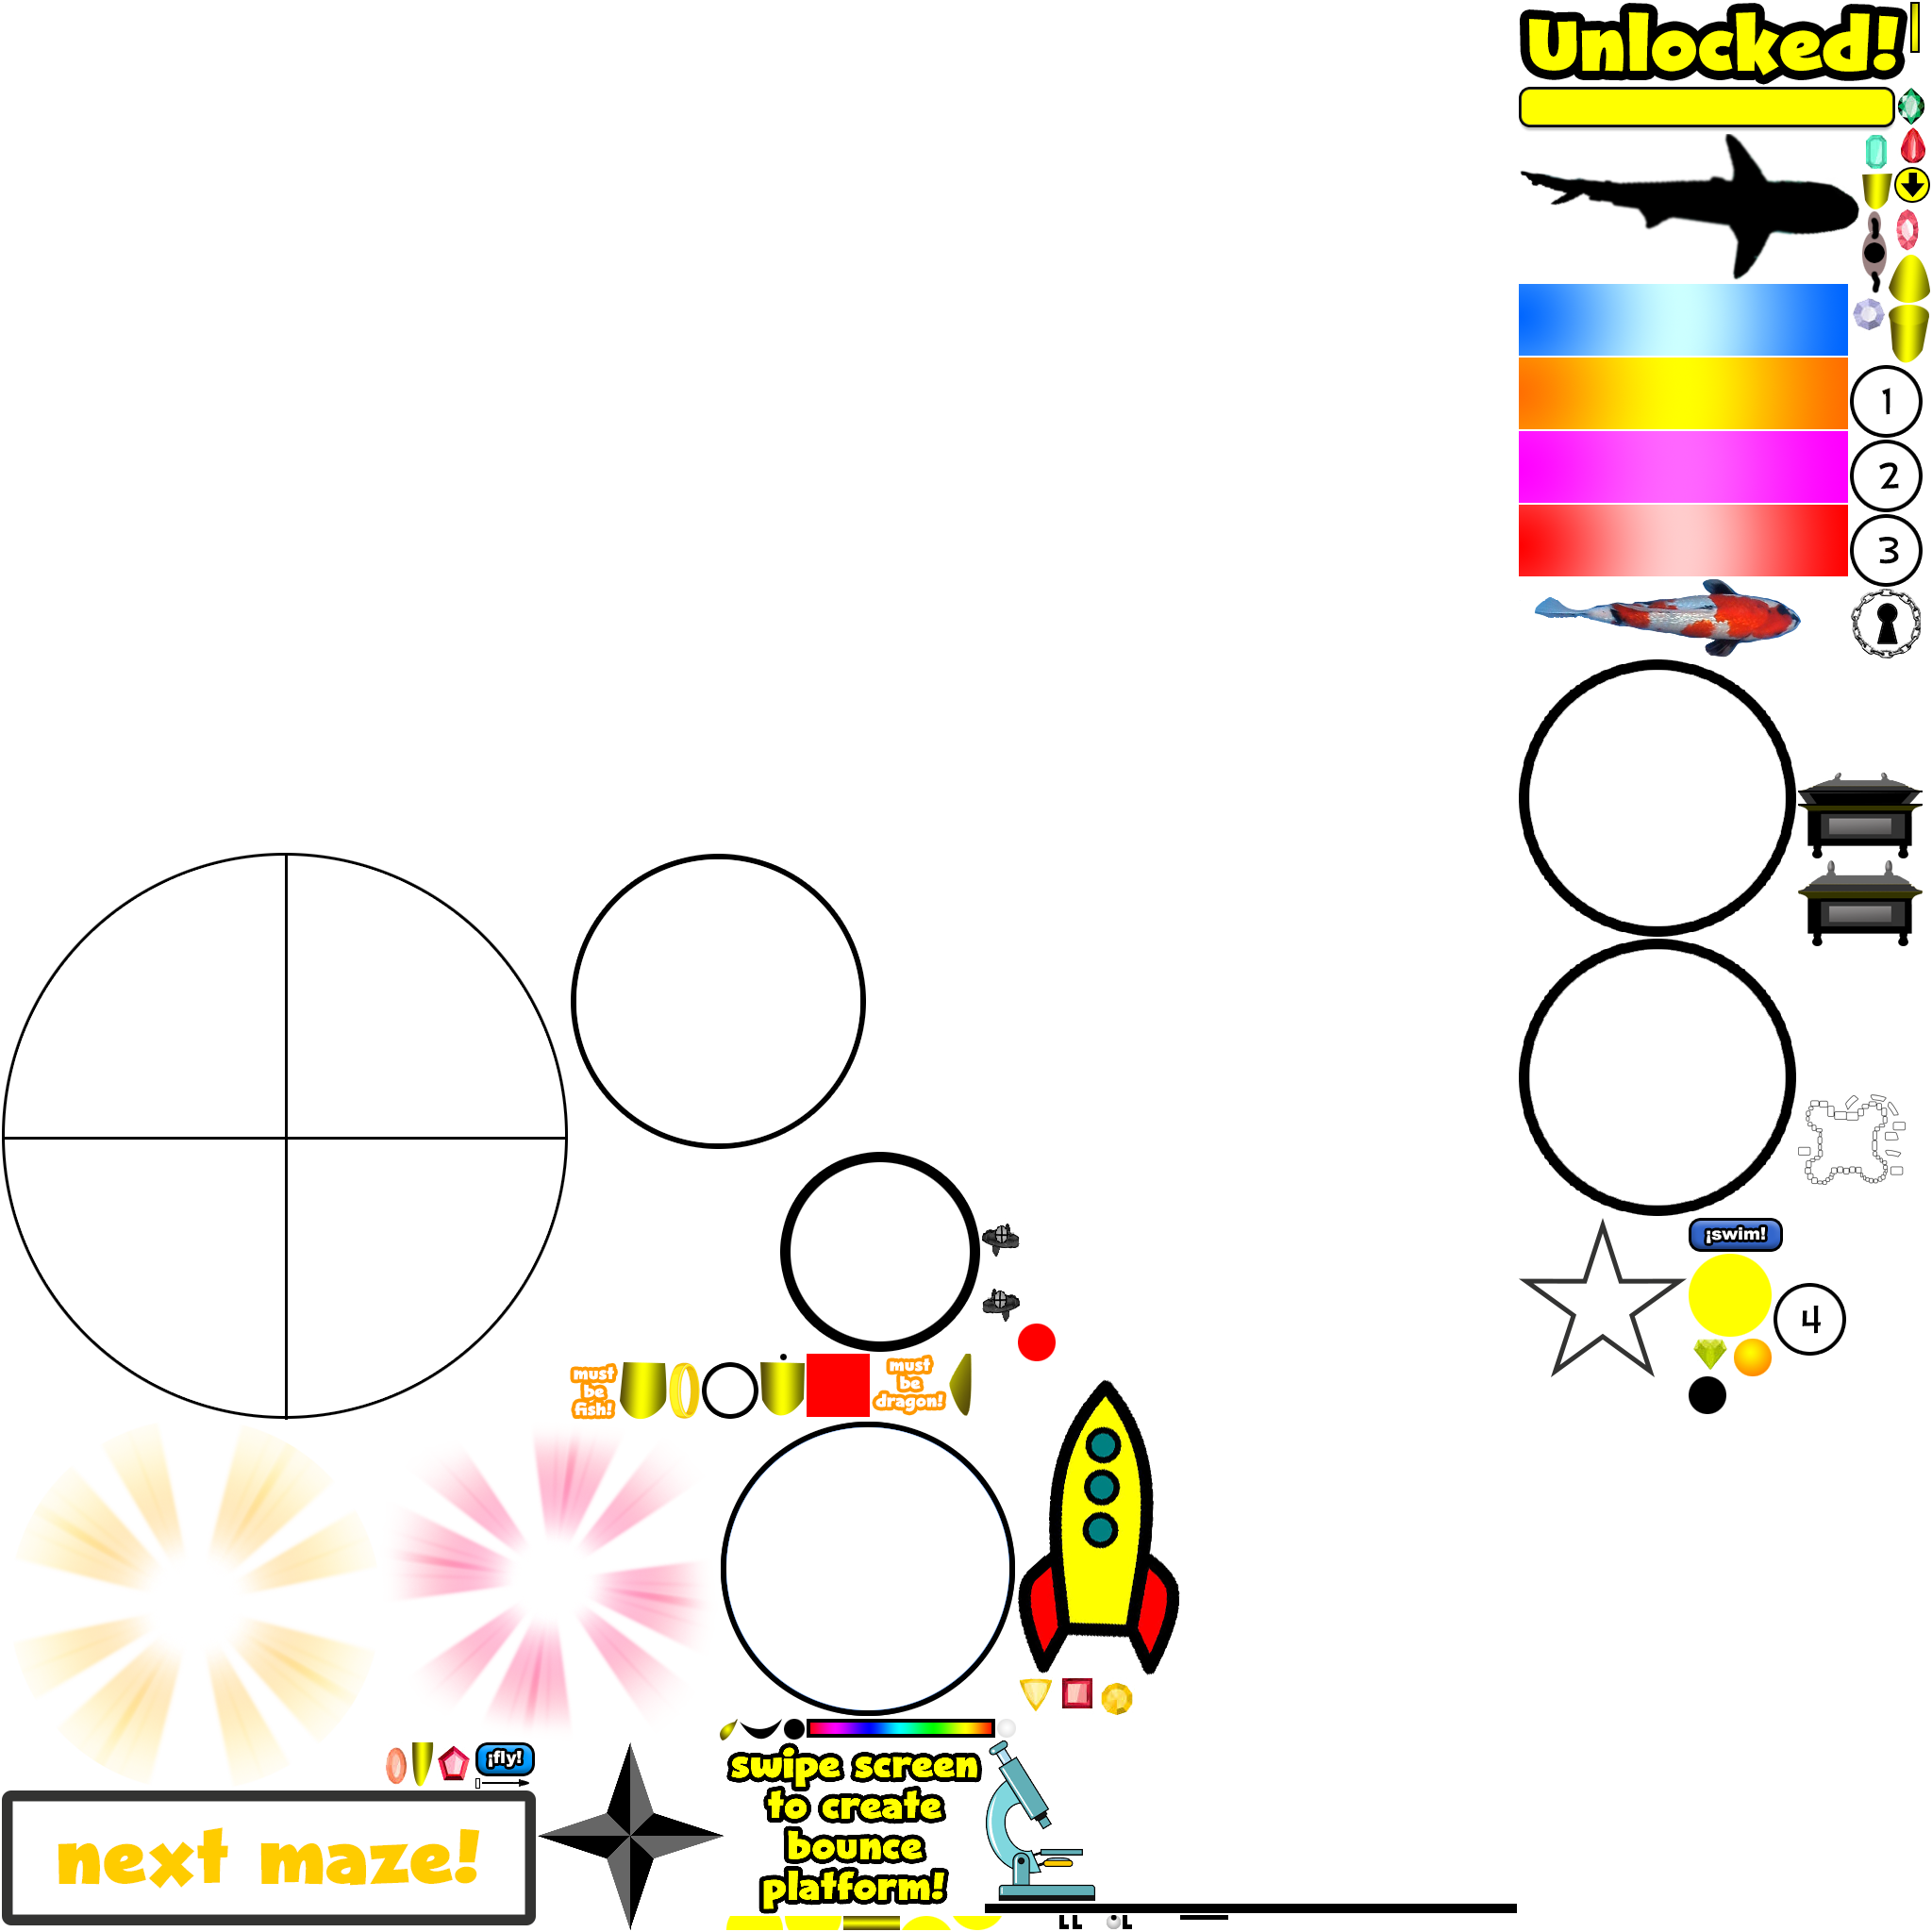 Unlocked!
1
2
3
¡swim!
4
must
be
fish!
must
be
dragon!
¡fly!
next maze!
swipe screen
to create
bounce
platform!